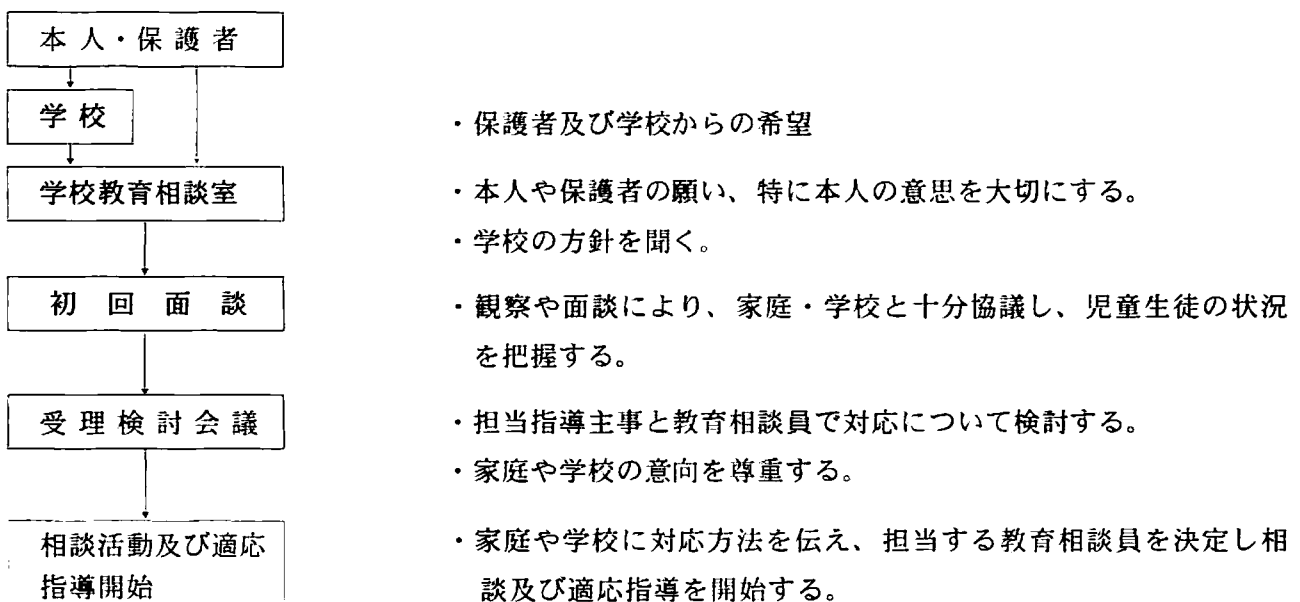 本人・保護者
学校
・保護者及び学校からの希望
学校教育相談室
・本人や保護者の願い、特に本人の意思を大切にする。
・学校の方針を聞く。
初回面談
・観察や面談により、家庭・学校と十分協議し、児童生徒の状況
を把握する。
受理検討会議
・担当指導主事と教育相談員で対応について検討する。
・家庭や学校の意向を尊重する。
相談活動及び適応
指導開始
・家庭や学校に対応方法を伝え、担当する教育相談員を決定し相
談及び適応指導を開始する。